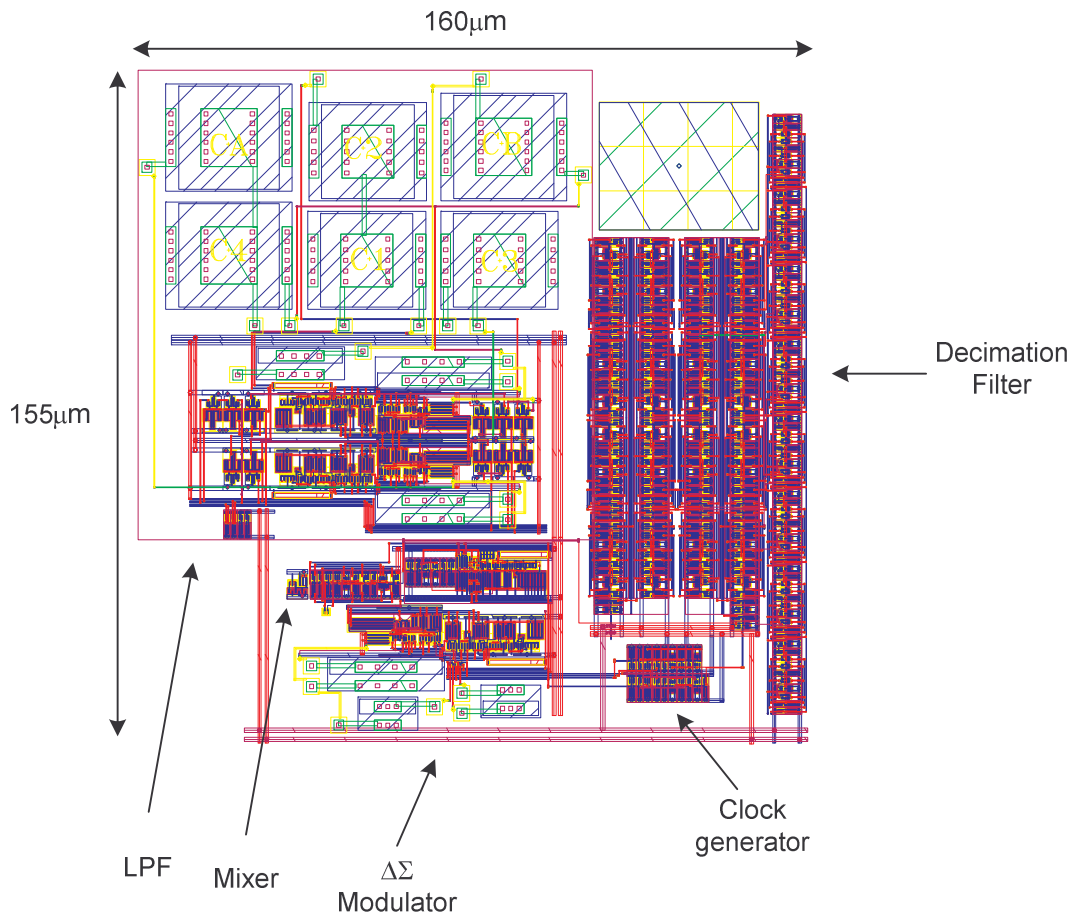 160μm
CA
C2
CB
C4
C1
C3
155μm
Decimation
Filter
LPF
Mixer
ΔΣ
Modulator
Clock
generator